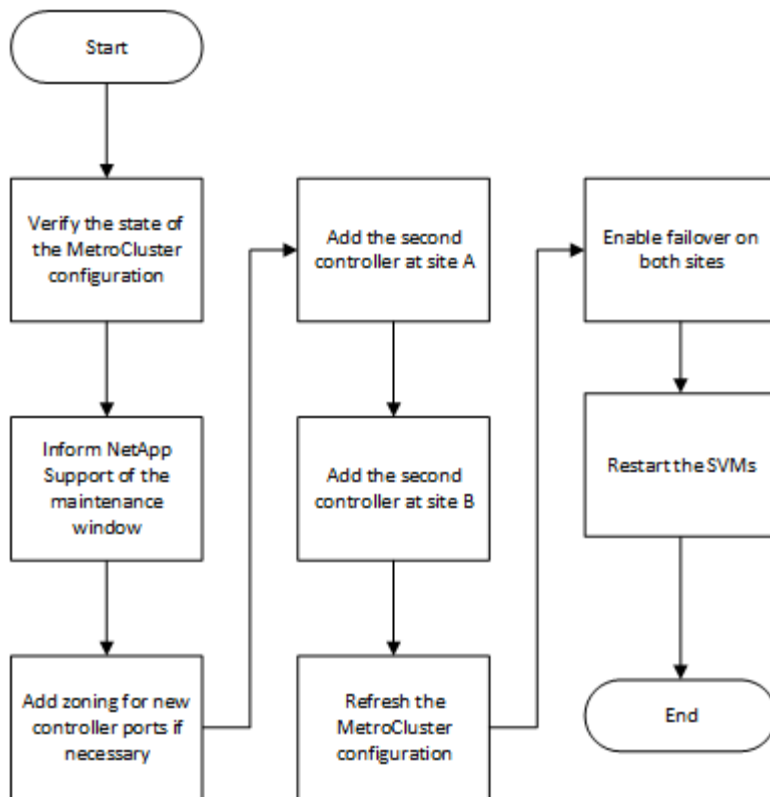 Start
Verify the state of
the MetroCluster
configuration
Inform NetApp
Support of the
maintenance
window
Add zoning for new
controller ports if
necessary
Add the second
controller at site A
Add the second
controller at site B
Refresh the
MetroCluster
configuration
Enable failover on
both sites
Restart the SVMs
End